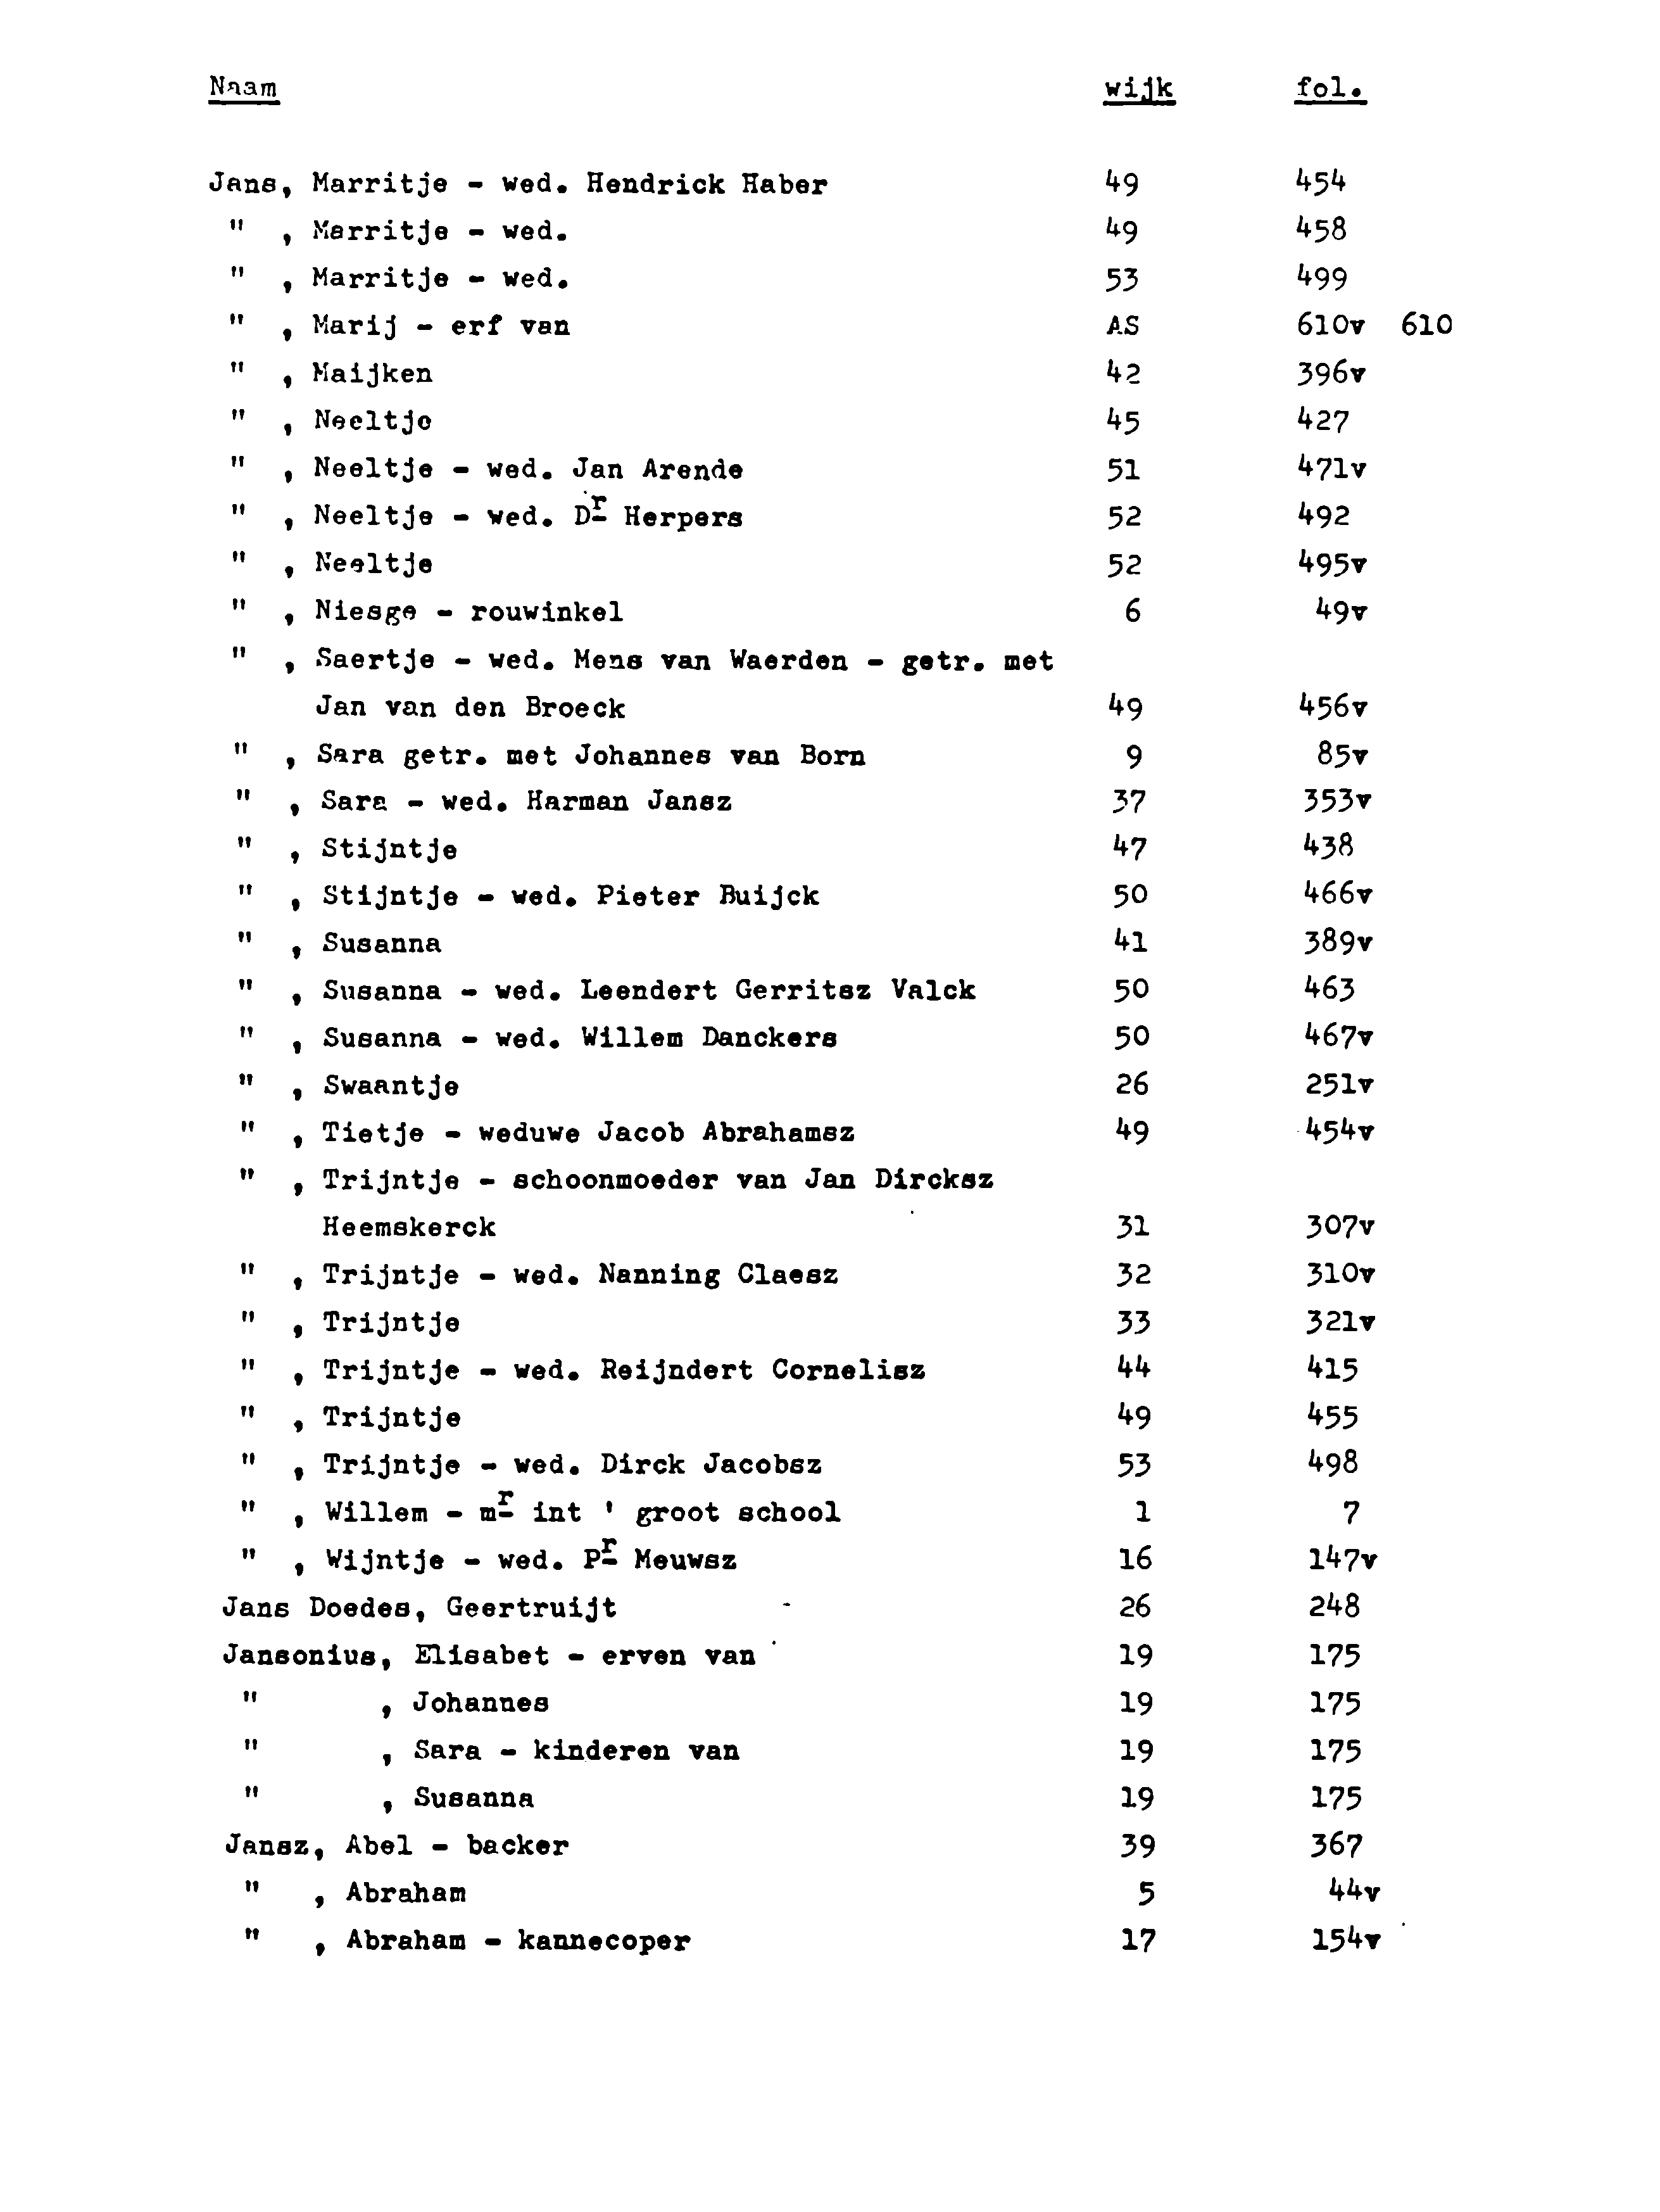 Naam wijk fol.
Jans, Marritje - wed. Hendrick Haber 49 454
" , Marritje - wed. 49 458
" , Marritje - wed. 53 499
" , Marij - erf van AS 610v 610
" , Maijken 42 396v
" , Neeltje 45 427
" , Neeltje - wed. Jan Arends 51 471v
" , Neeltje - wed. Dr Herpers 52 492
" , Neeltje 52 495v
" , Niesge - rouwinkel 6 49v
" , Saertje - wed. Mens van Waerden - getr. met
Jan van den Broeck 49 456v
" , Sara getr. met Johannes van Born 9 85v
" , Sara - wed. Harman Jansz 37 353v
" , Stijntje 47 438
" , Stijntje - wed. Pieter Buijck 50 466v
" , Susanna 41 389v
" , Susanna - wed. Leendert Gerritsz Valck 50 463
" , Susanna - wed. Willem Danckers 50 467v
" , Swaantje 26 251v
" , Tietje - weduwe Jacob Abrahamsz 49 454v
" , Trijntje - schoonmoeder van Jan Dircksz
Heemskerck 31 307v
" , Trijntje - wed. Nanning Claesz 32 310v
" , Trijntje 33 321v
" , Trijntje - wed. Reijndert Cornelisz 44 415
" , Trijntje 49 455
" , Trijntje - wed. Dirck Jacobsz 53 498
" , Willem - mr int ' groot school 1 7
" , Wijntje - wed. Pr Meuwsz 16 147v
Jans Doedes, Geertruijt 26 248
Jansonius, Elisabet - erven van 19 175
" , Johannes 19 175
" , Sara - kinderen van 19 175
" , Susanna 19 175
Jansz, Abel - backer 39 367
" , Abraham 5 44v
" , Abraham - kannecoper 17 154v